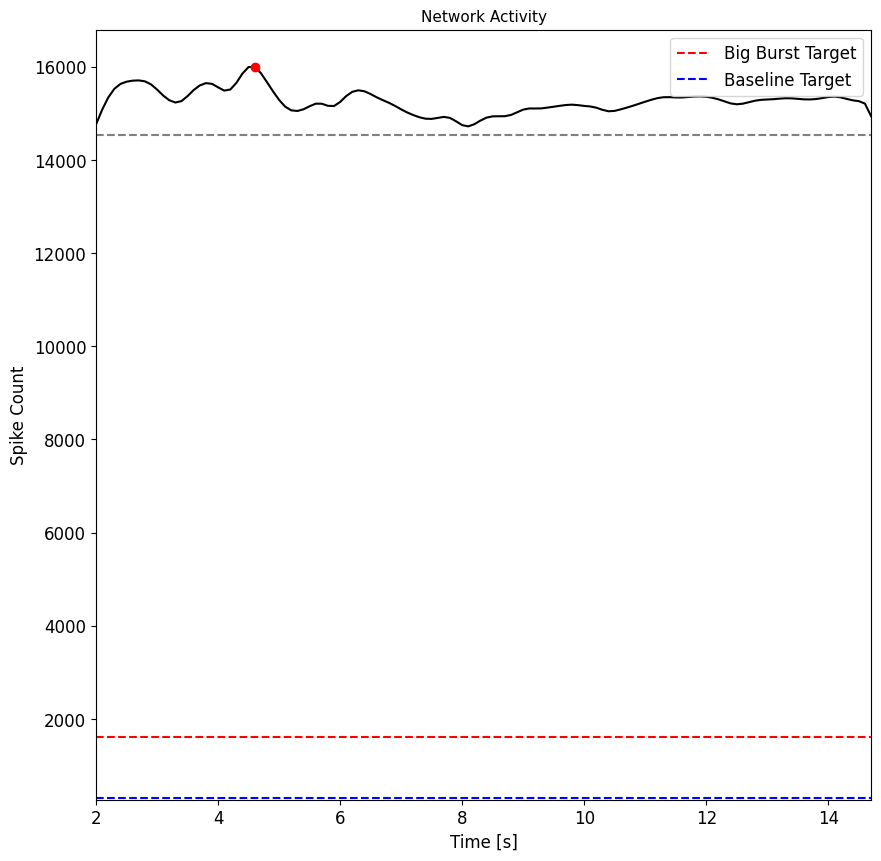 Network Activity
Big Burst Target
Baseline Target
16000
14000
12000
10000
8000
6000
4000
2000
Spike Count
2 4 6 8 10 12 14
Time [s]